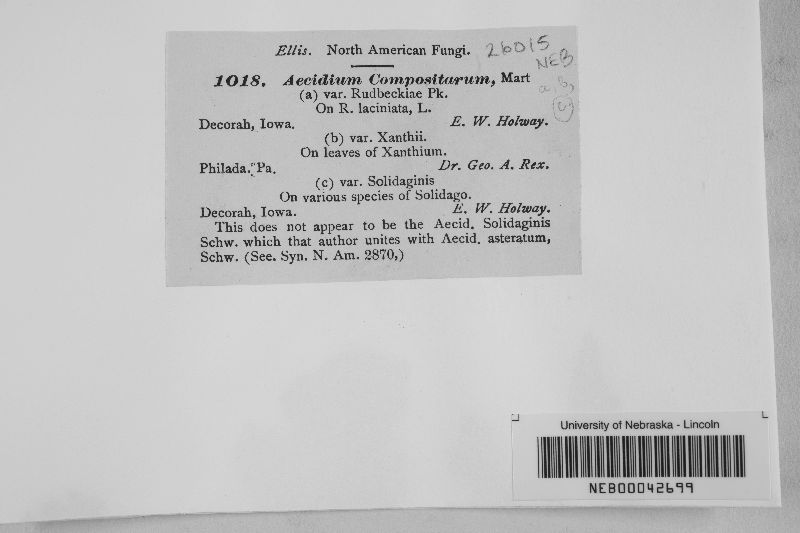 Ellis. North American Fungi. 26015
NEB
1018. Aecidium Compositarum, Mart
a, b,
(a) var. Rudbeckiae Pk.
(c)
On R. laciniata, L.
Decorah, Iowa. E. W. Holway.
(b) var. Xanthii.
On leaves of Xanthium.
Philada., Pa. Dr. Geo. A. Rex.
(c) var. Solidaginis
On various species of Solidago.
Decorah, Iowa. E. W. Holway.
This does not appear to be the Aecid. Solidaginis
Schw. which that author unites with Aecid. asteratum,
Schw. (See. Syn. N. Am. 2870,)
University of Nebraska - Lincoln
NEB00042699